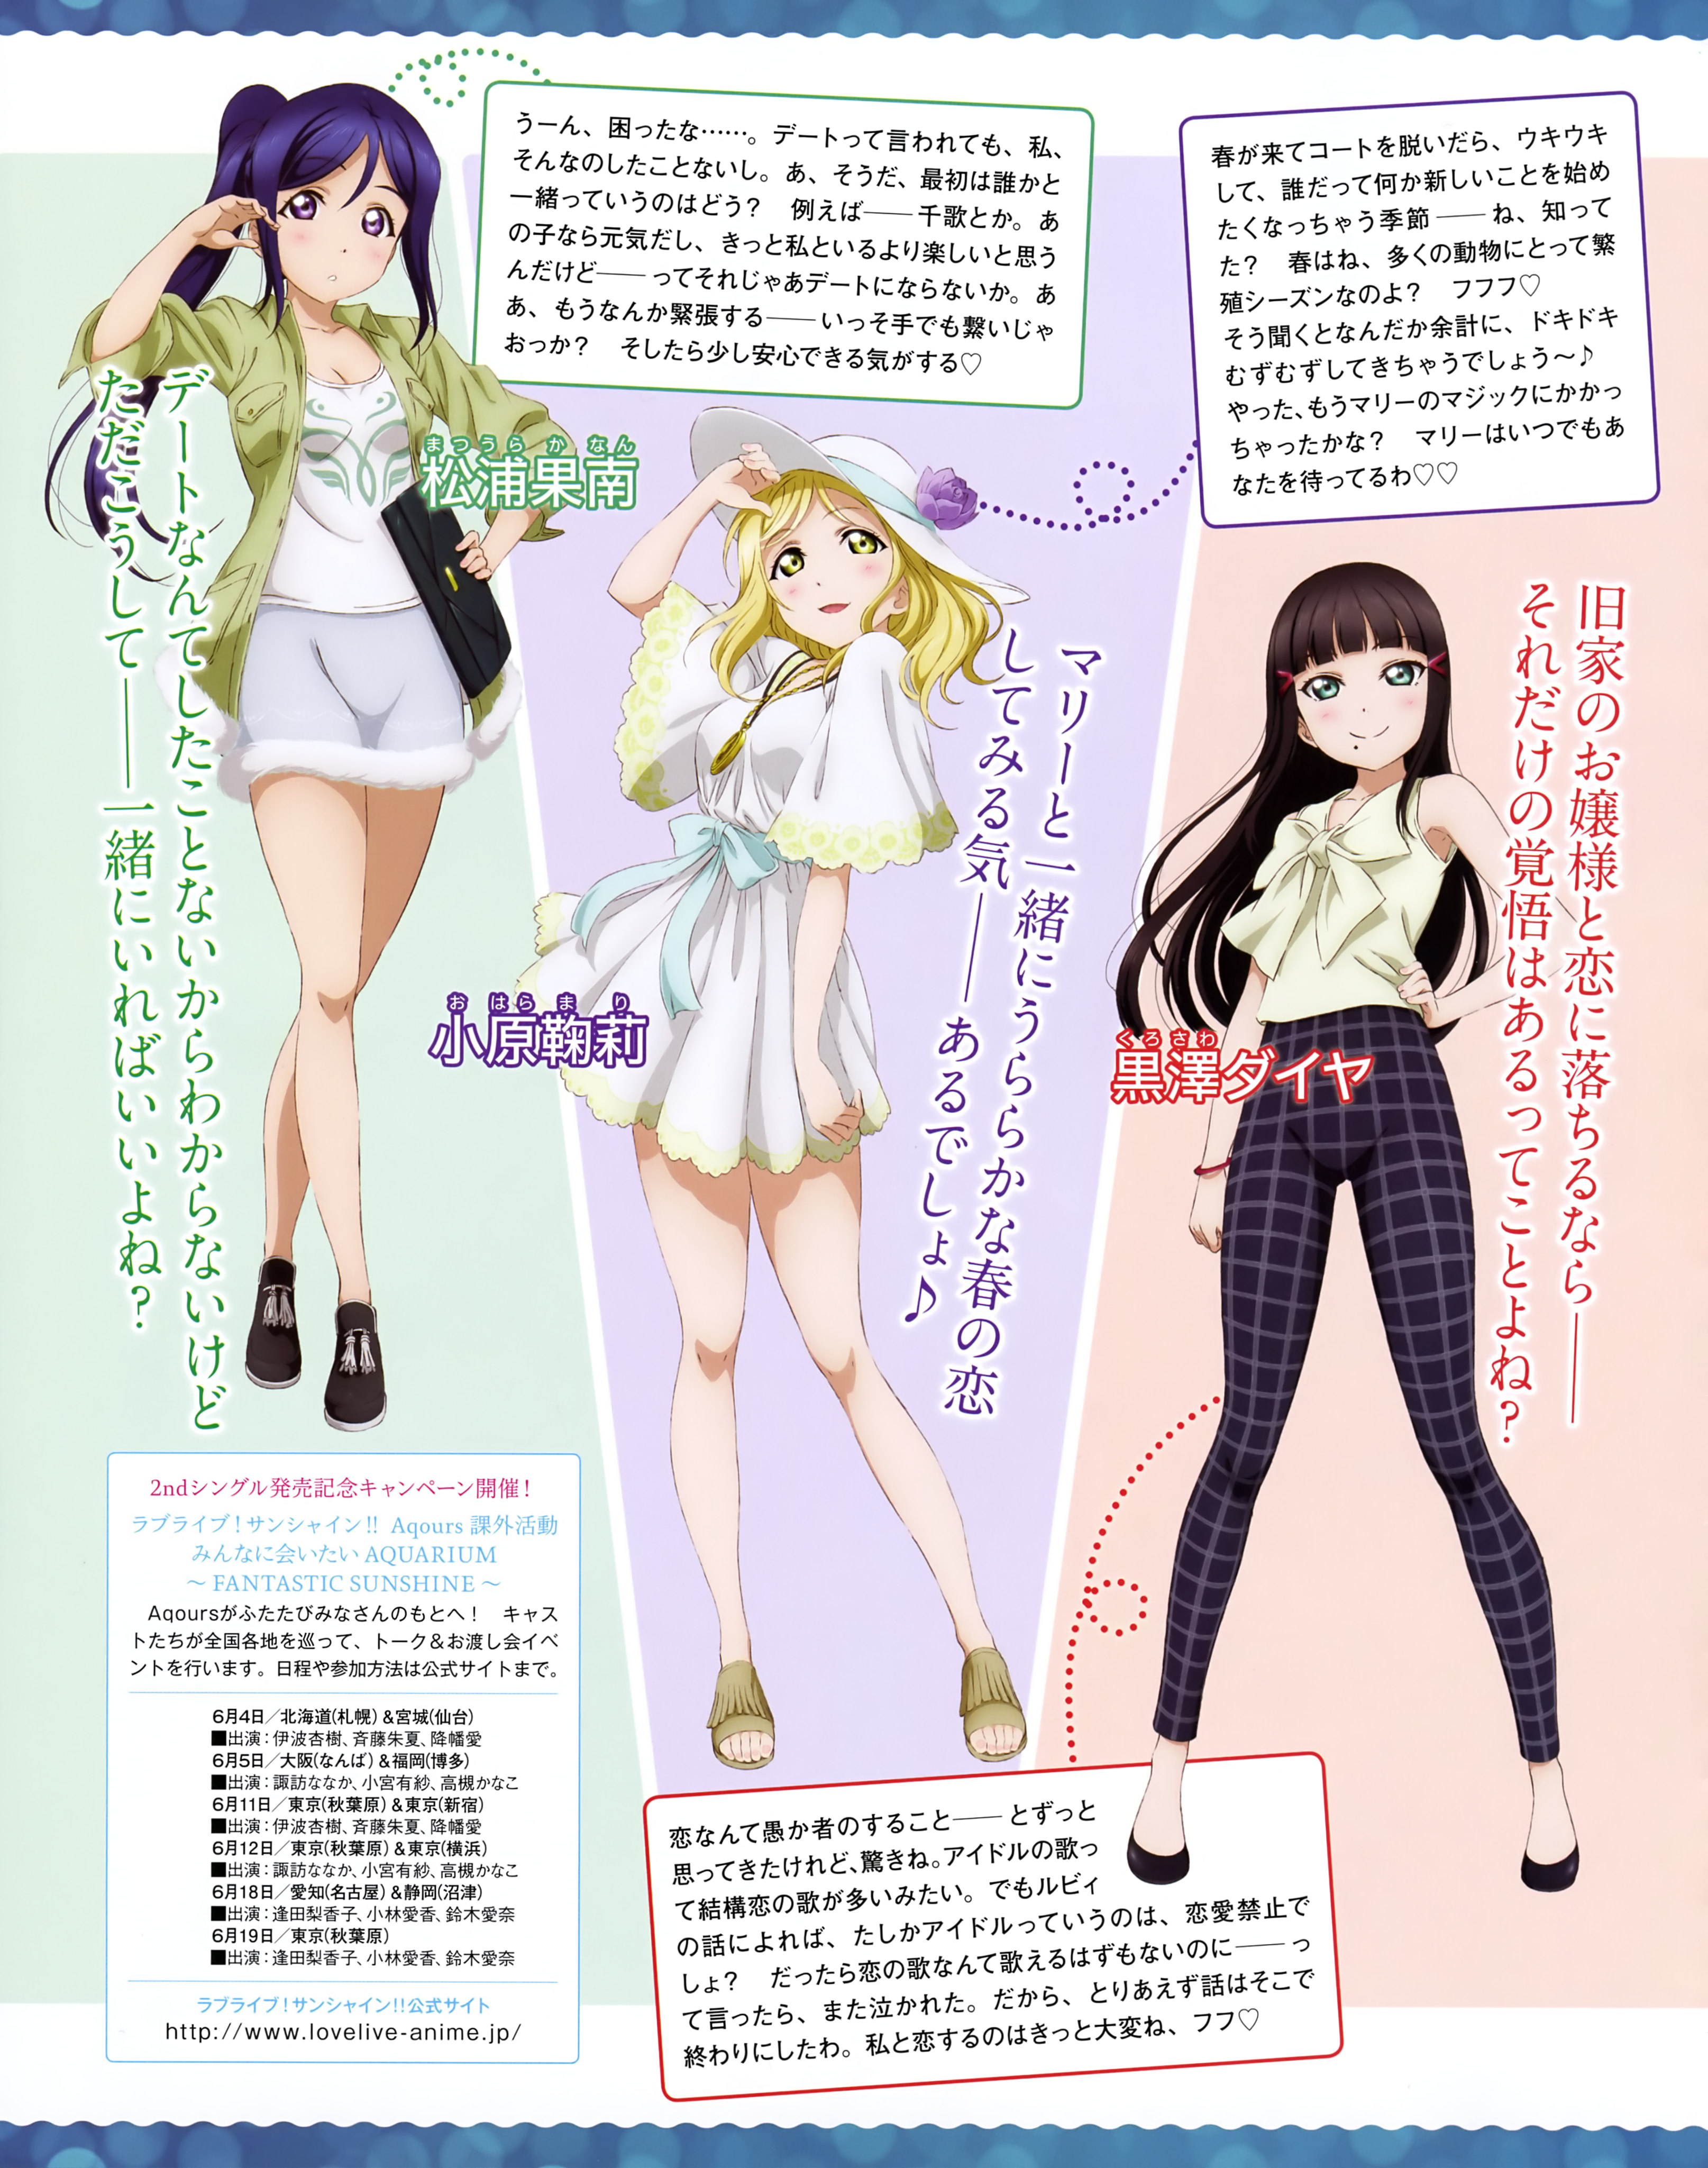 うーん、困ったな……。デートって言われても、私、
そんなのしたことないし。あ、そうだ、最初は誰かと
一緒っていうのはどう？　例えば――千歌とか。あ
の子なら元気だし、きっと私といるより楽しいと思う
んだけど――ってそれじゃあデートにならないか。あ
あ、もうなんか緊張する――いっそ手でも繋いじゃ
おっか？　そしたら少し安心できる気がする♡
春が来てコートを脱いだら、ウキウキ
して、誰だって何か新しいことを始め
たくなっちゃう季節――ね、知って
た？　春はね、多くの動物にとって繁
殖シーズンなのよ？　フフフ♡
そう聞くとなんだか余計に、ドキドキ
むずむずしてきちゃうでしょう～♪
やった、もうマリーのマジックにかかっ
ちゃったかな？　マリーはいつでもあ
なたを待ってるわ♡♡
デートなんてしたことないからわからないけど
ただこうして――一緒にいればいいよね？
まつうら か なん
松浦果南
マリーと一緒にうららかな春の恋
してみる気――あるでしょ♪
お はら ま り
小原鞠莉
旧家のお嬢様と恋に落ちるなら――
それだけの覚悟はあるってことよね？
くろさわ
黒澤ダイヤ
2ndシングル発売記念キャンペーン開催！
ラブライブ！サンシャイン!! Aqours 課外活動
みんなに会いたい AQUARIUM
～ FANTASTIC SUNSHINE ～
Aqoursがふたたびみなさんのもとへ！　キャス
トたちが全国各地を巡って、トーク＆お渡し会イベ
ントを行います。日程や参加方法は公式サイトまで。
6月4日／北海道(札幌)＆宮城(仙台)
■出演：伊波杏樹、斉藤朱夏、降幡愛
6月5日／大阪(なんば)＆福岡(博多)
■出演：諏訪ななか、小宮有紗、高槻かなこ
6月11日／東京(秋葉原)＆東京(新宿)
■出演：伊波杏樹、斉藤朱夏、降幡愛
6月12日／東京(秋葉原)＆東京(横浜)
■出演：諏訪ななか、小宮有紗、高槻かなこ
6月18日／愛知(名古屋)＆静岡(沼津)
■出演：逢田梨香子、小林愛香、鈴木愛奈
6月19日／東京(秋葉原)
■出演：逢田梨香子、小林愛香、鈴木愛奈
ラブライブ！サンシャイン!!公式サイト
http://www.lovelive-anime.jp/
恋なんて愚か者のすること――とずっと
思ってきたけれど、驚きね。アイドルの歌っ
て結構恋の歌が多いみたい。でもルビィ
の話によれば、たしかアイドルっていうのは、恋愛禁止で
しょ？　だったら恋の歌なんて歌えるはずもないのに――っ
て言ったら、また泣かれた。だから、とりあえず話はそこで
終わりにしたわ。私と恋するのはきっと大変ね、フフ♡